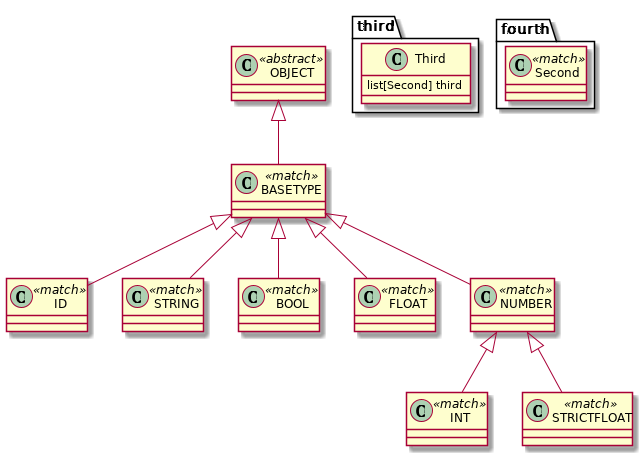 third
C
Third
list[Second] third
fourth
C
«match»
Second
C
«abstract»
OBJECT
C
«match»
BASETYPE
C
«match»
ID
C
«match»
STRING
C
«match»
BOOL
C
«match»
FLOAT
C
«match»
NUMBER
C
«match»
INT
C
«match»
STRICTFLOAT